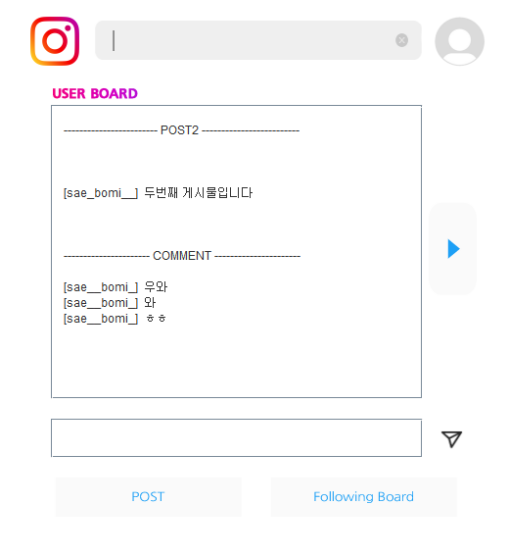 USER BOARD
------------------------ POST2 -------------------------
[sae_bomi__] 두번째 게시물입니다
---------------------- COMMENT ----------------------
[sae__bomi_] 우와
[sae__bomi_] 와
[sae__bomi_] ㅎㅎ
POST
Following Board